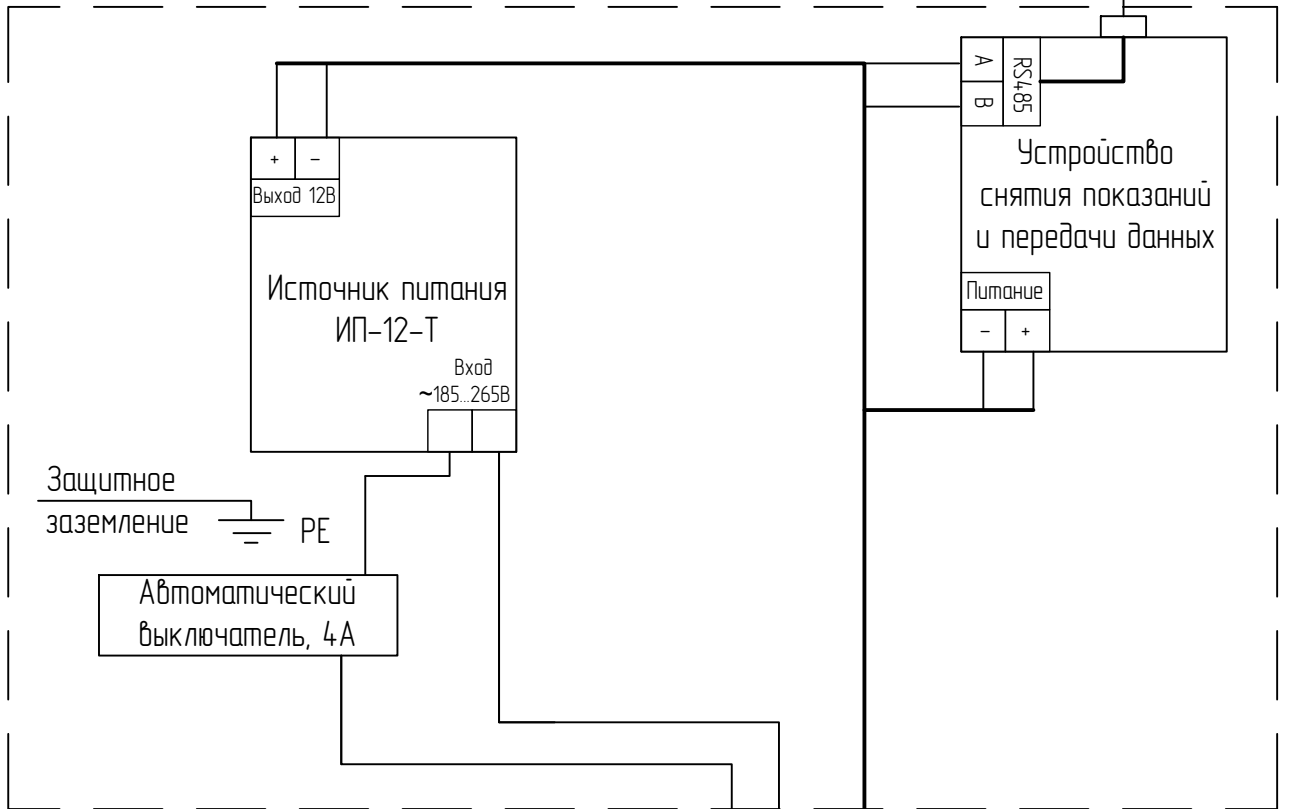 A
B
RS485
Устройство
снятия показаний
и передачи данных
Питание
- +
+ -
Выход 12В
Источник питания
ИП-12-Т
Вход
~185...265В
Защитное
заземление
PE
Автоматический
выключатель, 4А